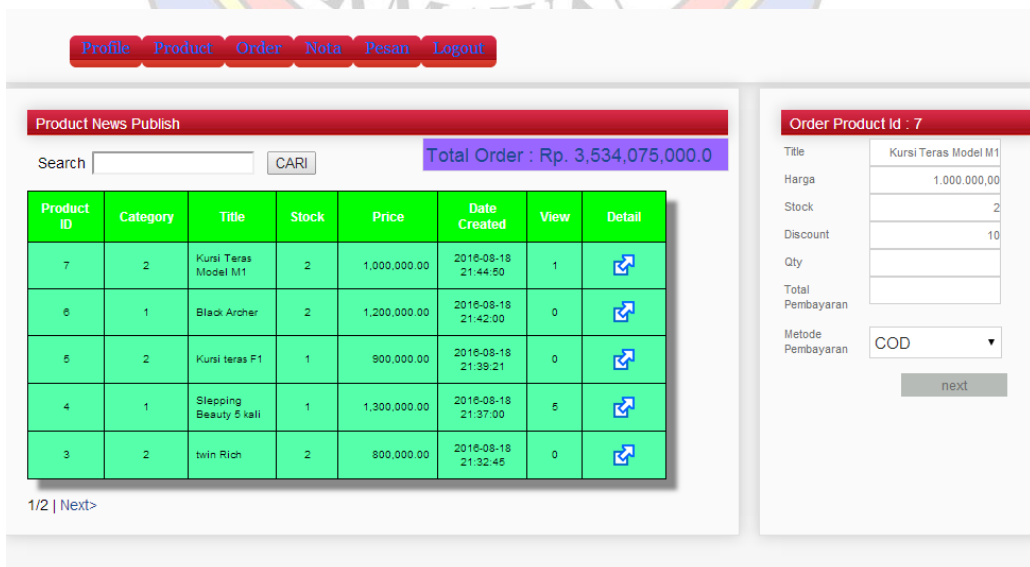 Profile Product Order Nota Pesan Logout
Product News Publish
Search CARI Total Order : Rp. 3,534,075,000.0
Product ID Category Title Stock Price Date Created View Detail
7 2 Kursi Teras Model M1 2 1,000,000.00 2016-08-18 21:44:50 1
6 1 Black Archer 2 1,200,000.00 2016-08-18 21:42:00 0
5 2 Kursi teras F1 1 900,000.00 2016-08-18 21:39:21 0
4 1 Slepping Beauty 5 kali 1 1,300,000.00 2016-08-18 21:37:00 5
3 2 twin Rich 2 800,000.00 2016-08-18 21:32:45 0
1/2 | Next>
Order Product Id : 7
Title Kursi Teras Model M1
Harga 1.000.000,00
Stock 2
Discount 10
Qty
Total Pembayaran
Metode Pembayaran COD
next